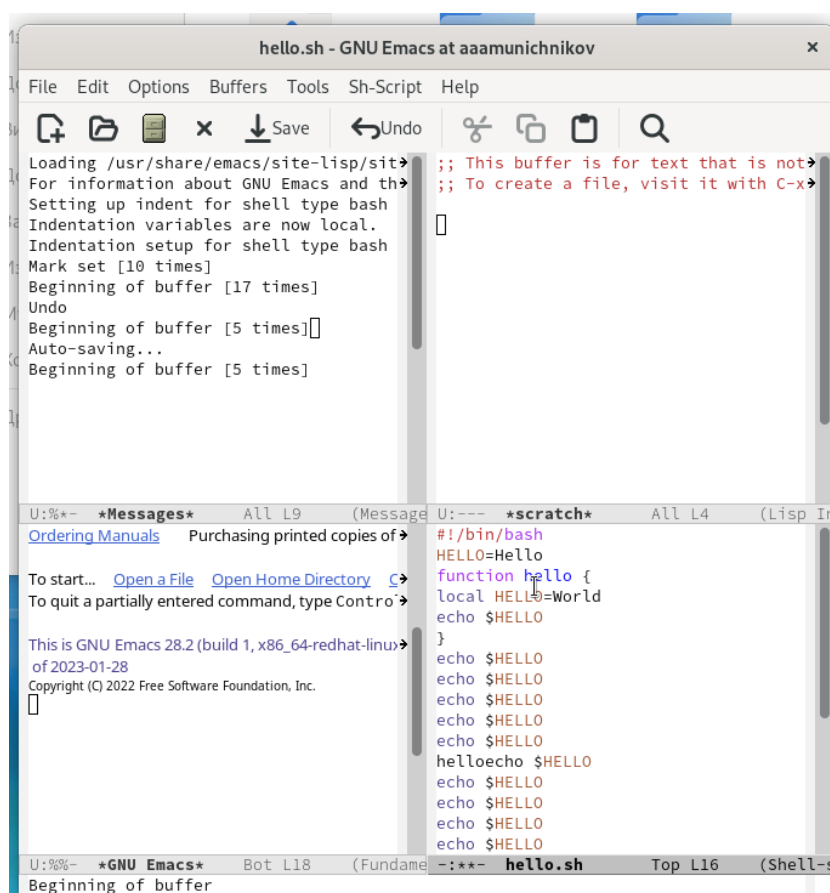 hello.sh - GNU Emacs at aaamunichnikov
File Edit Options Buffers Tools Sh-Script Help
Save Undo
Loading /usr/share/emacs/site-lisp/sit
For information about GNU Emacs and th
Setting up indent for shell type bash
Indentation variables are now local.
Indentation setup for shell type bash
Mark set [10 times]
Beginning of buffer [17 times]
Undo
Beginning of buffer [5 times]
Auto-saving...
Beginning of buffer [5 times]
U:%*- *Messages* All L9 (Message
;; This buffer is for text that is not
;; To create a file, visit it with C-x
U:--- *scratch* All L4 (Lisp In
Ordering Manuals Purchasing printed copies of
To start... Open a File Open Home Directory C
To quit a partially entered command, type Contro
This is GNU Emacs 28.2 (build 1, x86_64-redhat-linux
of 2023-01-28
Copyright (C) 2022 Free Software Foundation, Inc.
U:%%- *GNU Emacs* Bot L18 (Fundame
#!/bin/bash
HELLO=Hello
function hello {
local HELLO=World
echo $HELLO
}
echo $HELLO
echo $HELLO
echo $HELLO
echo $HELLO
echo $HELLO
helloecho $HELLO
echo $HELLO
echo $HELLO
echo $HELLO
echo $HELLO
-:**- hello.sh Top L16 (Shell-s
Beginning of buffer